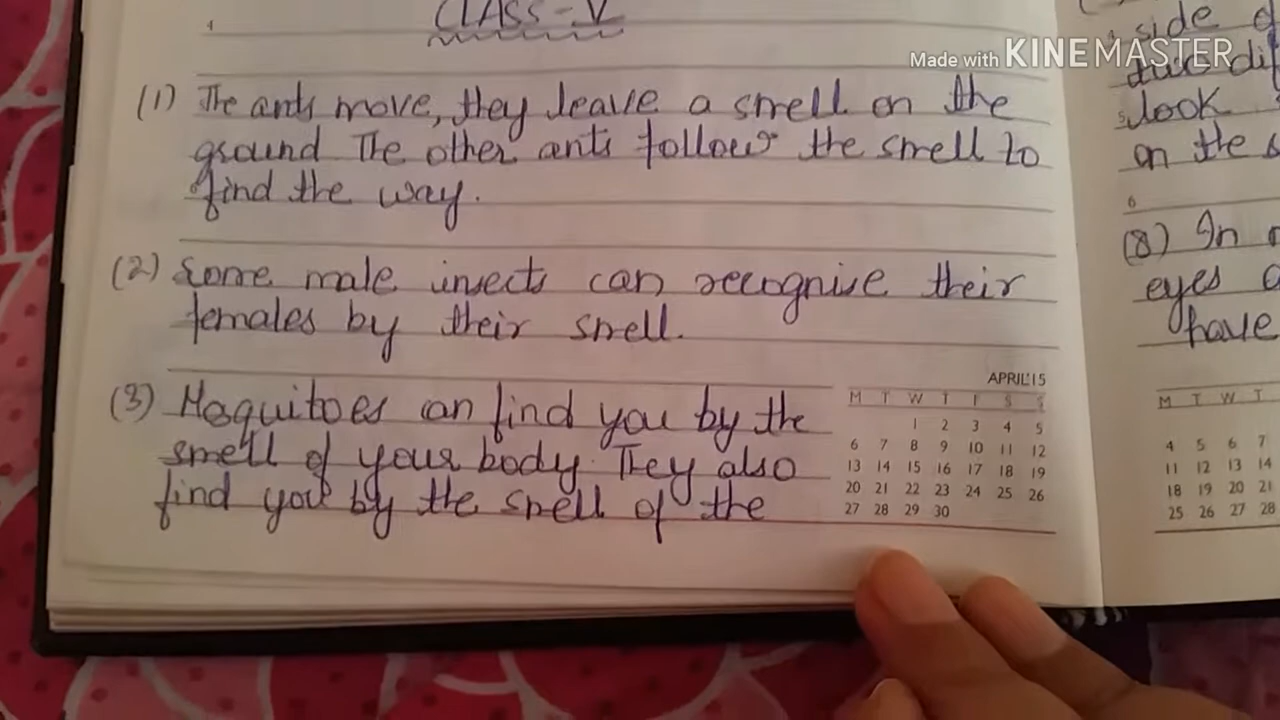 4
CLASS - V
(1) The ants move, they leave a smell on the
ground The other ants follow the smell to
find the way.
(2) Some male insects can recognise their
females by their smell.
(3) Moquitoes can find you by the
smell of your body. They also
find you by the smell of the
APRIL'15
M T W T F S S
1 2 3 4 5
6 7 8 9 10 11 12
13 14 15 16 17 18 19
20 21 22 23 24 25 26
27 28 29 30
Made with KINEMASTER
side
look
on the
6
(8) In
eyes
have
M T W T
4 5 6 7
11 12 13 14
18 19 20 21
25 26 27 28